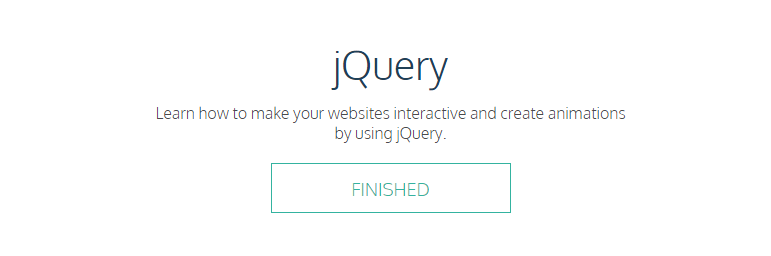 jQuery
Learn how to make your websites interactive and create animations
by using jQuery.
FINISHED